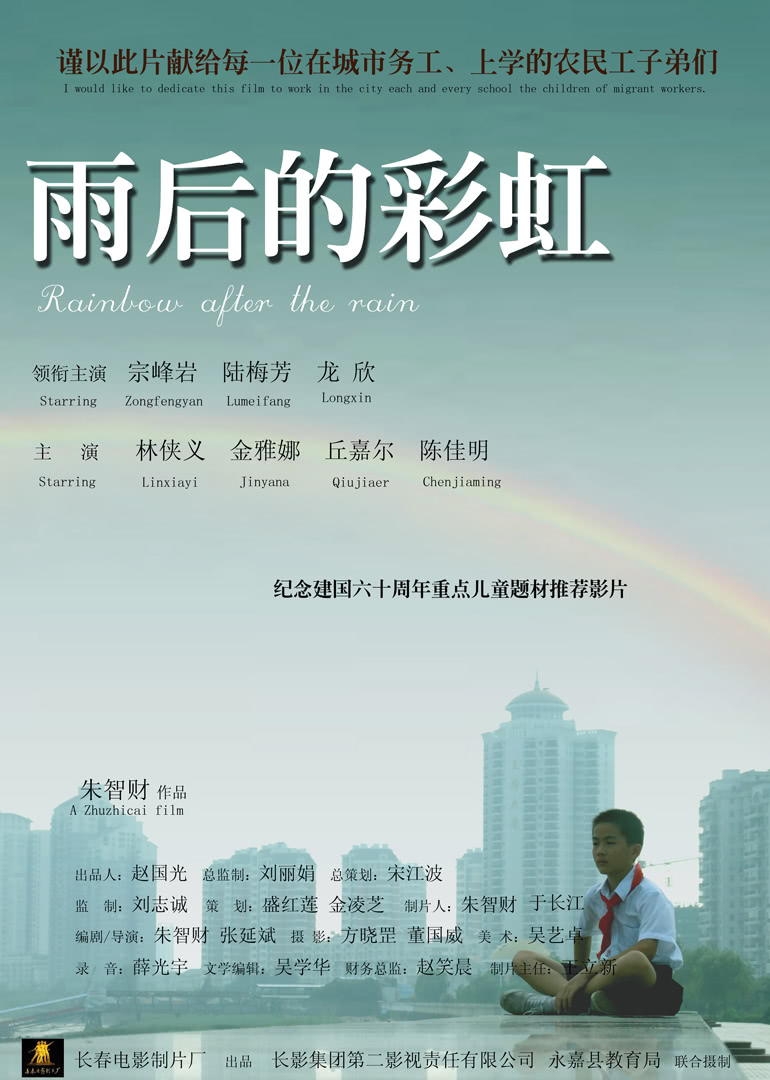 谨以此片献给每一位在城市务工、上学的农民工子弟们
I would like to dedicate this film to work in the city each and every school the children of migrant workers.
雨后的彩虹
Rainbow after the rain
领衔主演 宗峰岩 陆梅芳 龙 欣
Starring Zongfengyan Lumeifang Longxin
主 演 林侠义 金雅娜 丘嘉尔 陈佳明
Starring Linxiayi Jinyana Qiujiaer Chenjiaming
纪念建国六十周年重点儿童题材推荐影片
朱智财 作品
A Zhuzhicai film
出品人：赵国光 总监制：刘丽娟 总策划：宋江波
监 制：刘志诚 策 划：盛红莲 金凌芝 制片人：朱智财 于长江
编剧/导演：朱智财 张延斌 摄 影：方晓罡 董国威 美 术：吴艺卓
录 音：薛光宇 文学编辑：吴学华 财务总监：赵笑晨 制片主任：王立新
长春电影制片厂 出品 长影集团第二影视责任有限公司 永嘉县教育局 联合摄制